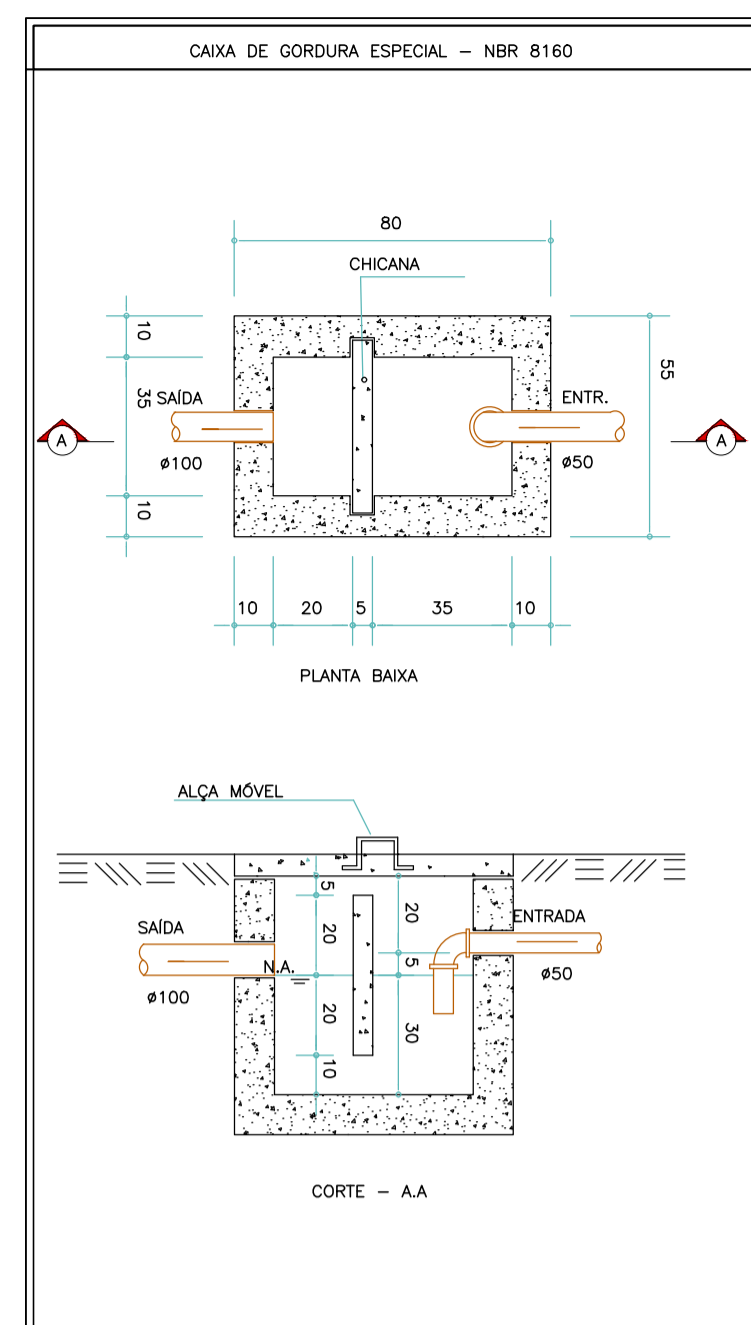 CAIXA DE GORDURA ESPECIAL – NBR 8160
80
CHICANA
10
35
10
55
SAÍDA
ø100
ENTR.
ø50
A
A
10 20 5 35 10
PLANTA BAIXA
ALÇA MÓVEL
5
20
20
10
20
5
30
SAÍDA
ø100
N.A.
ENTRADA
ø50
CORTE – A.A